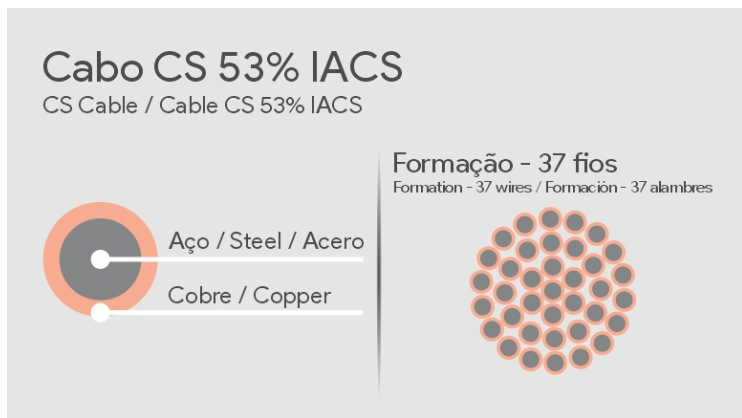 Cabo CS 53% IACS
CS Cable / Cable CS 53% IACS
Aço / Steel / Acero
Cobre / Copper
Formação - 37 fios
Formation - 37 wires / Formación - 37 alambres